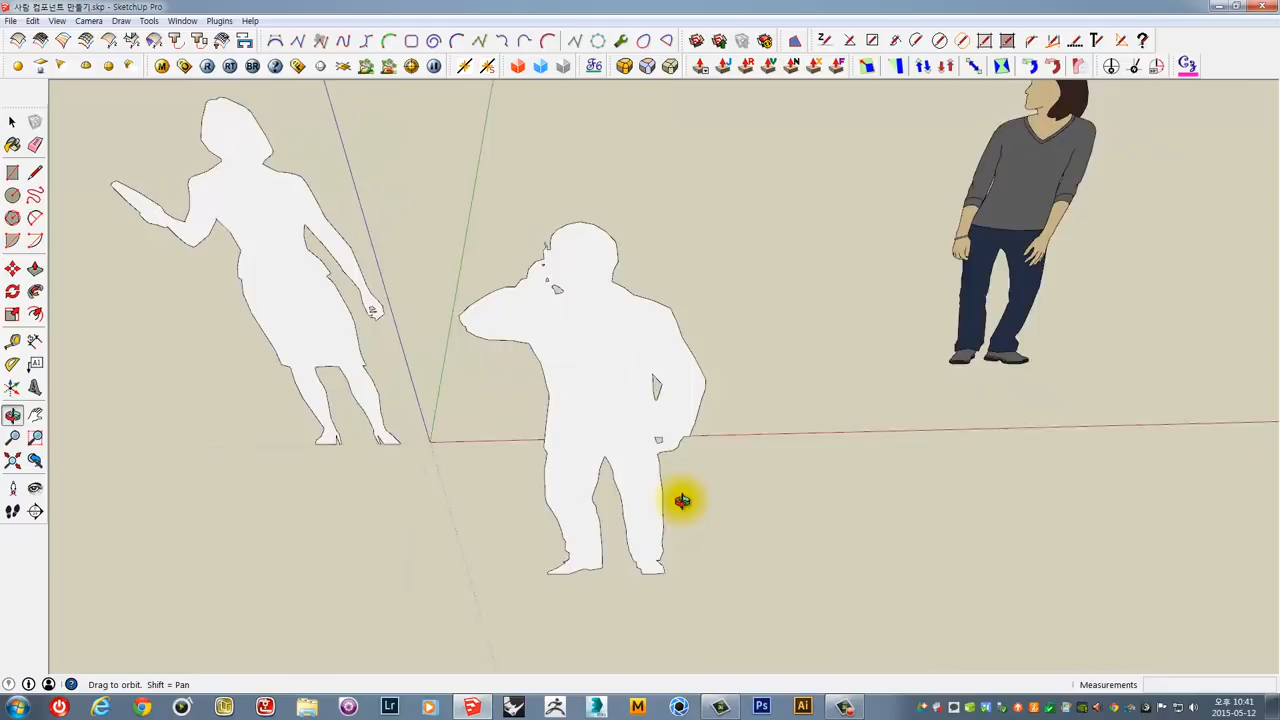 사람 컴포넌트 만들기.skp - SketchUp Pro
File Edit View Camera Draw Tools Window Plugins Help
Drag to orbit. Shift = Pan
Measurements
오후 10:41
2015-05-12